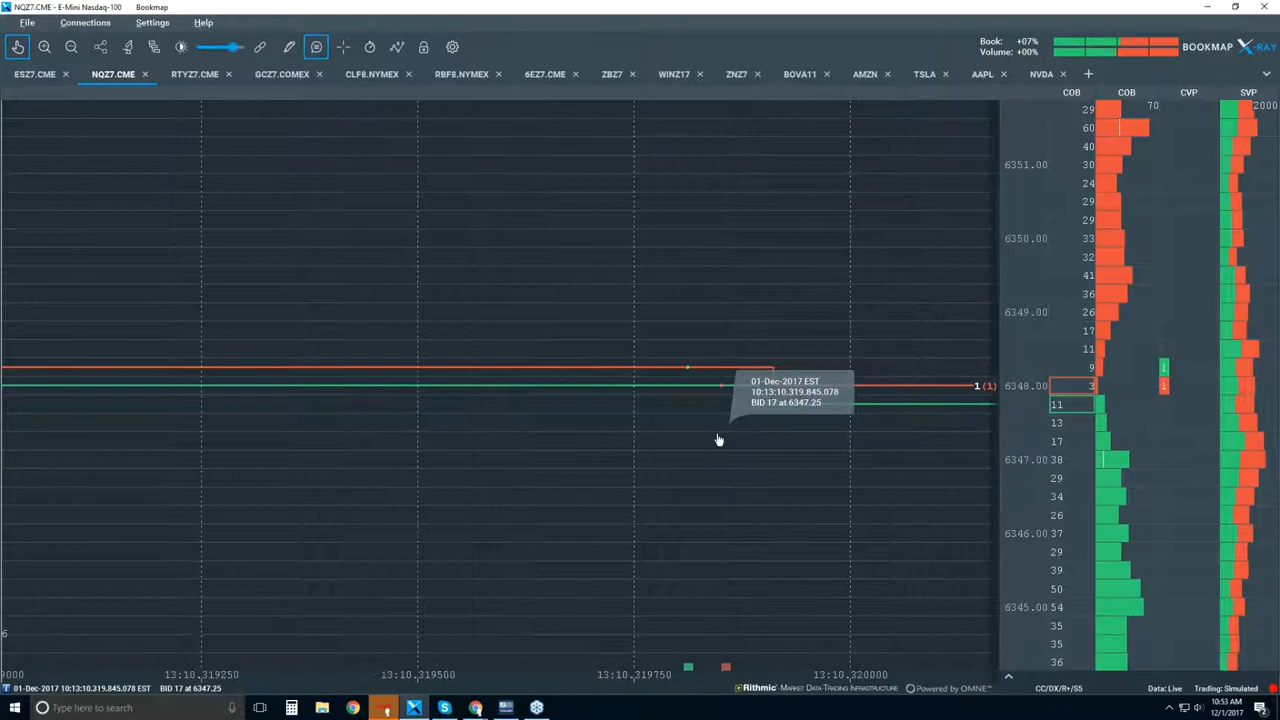 NQZ7.CME - E-Mini Nasdaq-100 Bookmap
File Connections Settings Help
Book: +07%
Volume: +00%
BOOKMAP X-RAY
ESZ7.CME NQZ7.CME RTYZ7.CME GCZ7.COMEX CLF8.NYMEX RBF8.NYMEX 6EZ7.CME ZBZ7 WINZ17 ZNZ7 BOVA11 AMZN TSLA AAPL NVDA
COB COB CVP SVP
29 70 2000
60
40
6351.00 30
24
29
29
6350.00 33
32
41
36
6349.00 26
17
11
9 1
6348.00 3 1
1 (1)
11
13
17
6347.00 38
29
34
26
6346.00 37
29
39
50
6345.00 54
35
35
36
01-Dec-2017 EST
10:13:10.319.845.078
BID 17 at 6347.25
6
9000 13:10.319250 13:10.319500 13:10.319750 13:10.320000
01-Dec-2017 10:13:10.319.845.078 EST BID 17 at 6347.25
Rithmic - Market Data-Trading Infrastructure
Powered by OMNE™
CC/DX/R+/S5 Data: Live Trading: Simulated
Type here to search
10:53 AM
12/1/2017